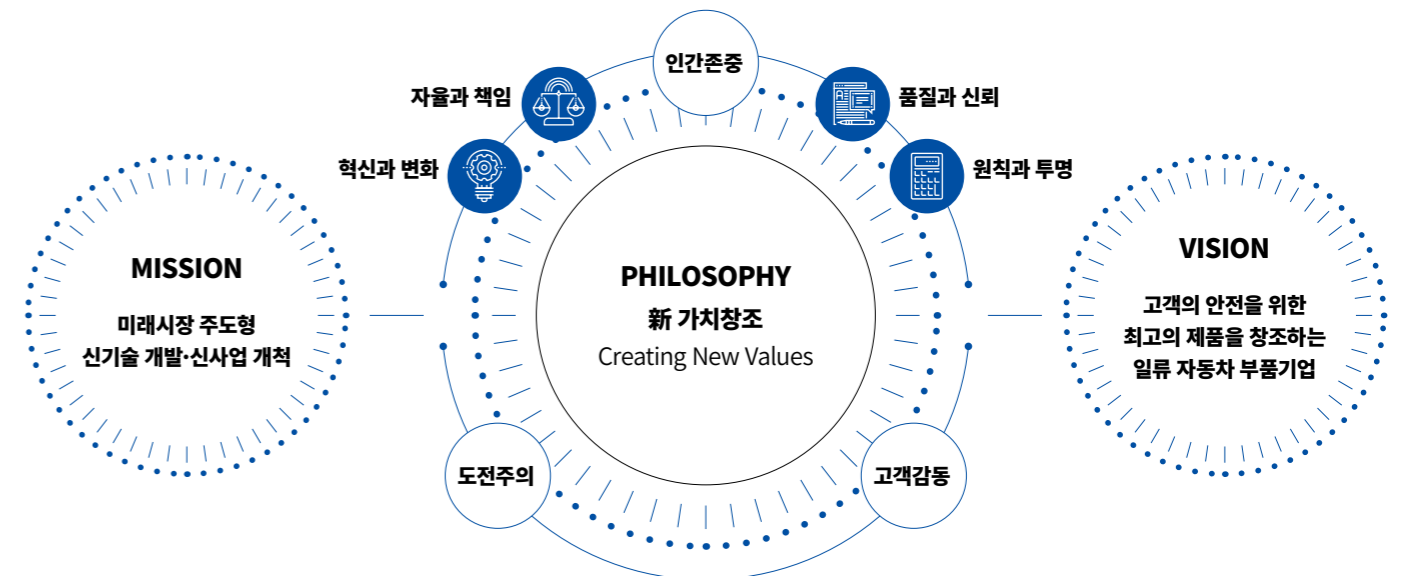 인간존중
자율과 책임
품질과 신뢰
혁신과 변화
원칙과 투명
MISSION
미래시장 주도형
신기술 개발·신사업 개척
PHILOSOPHY
新 가치창조
Creating New Values
VISION
고객의 안전을 위한
최고의 제품을 창조하는
일류 자동차 부품기업
도전주의
고객감동